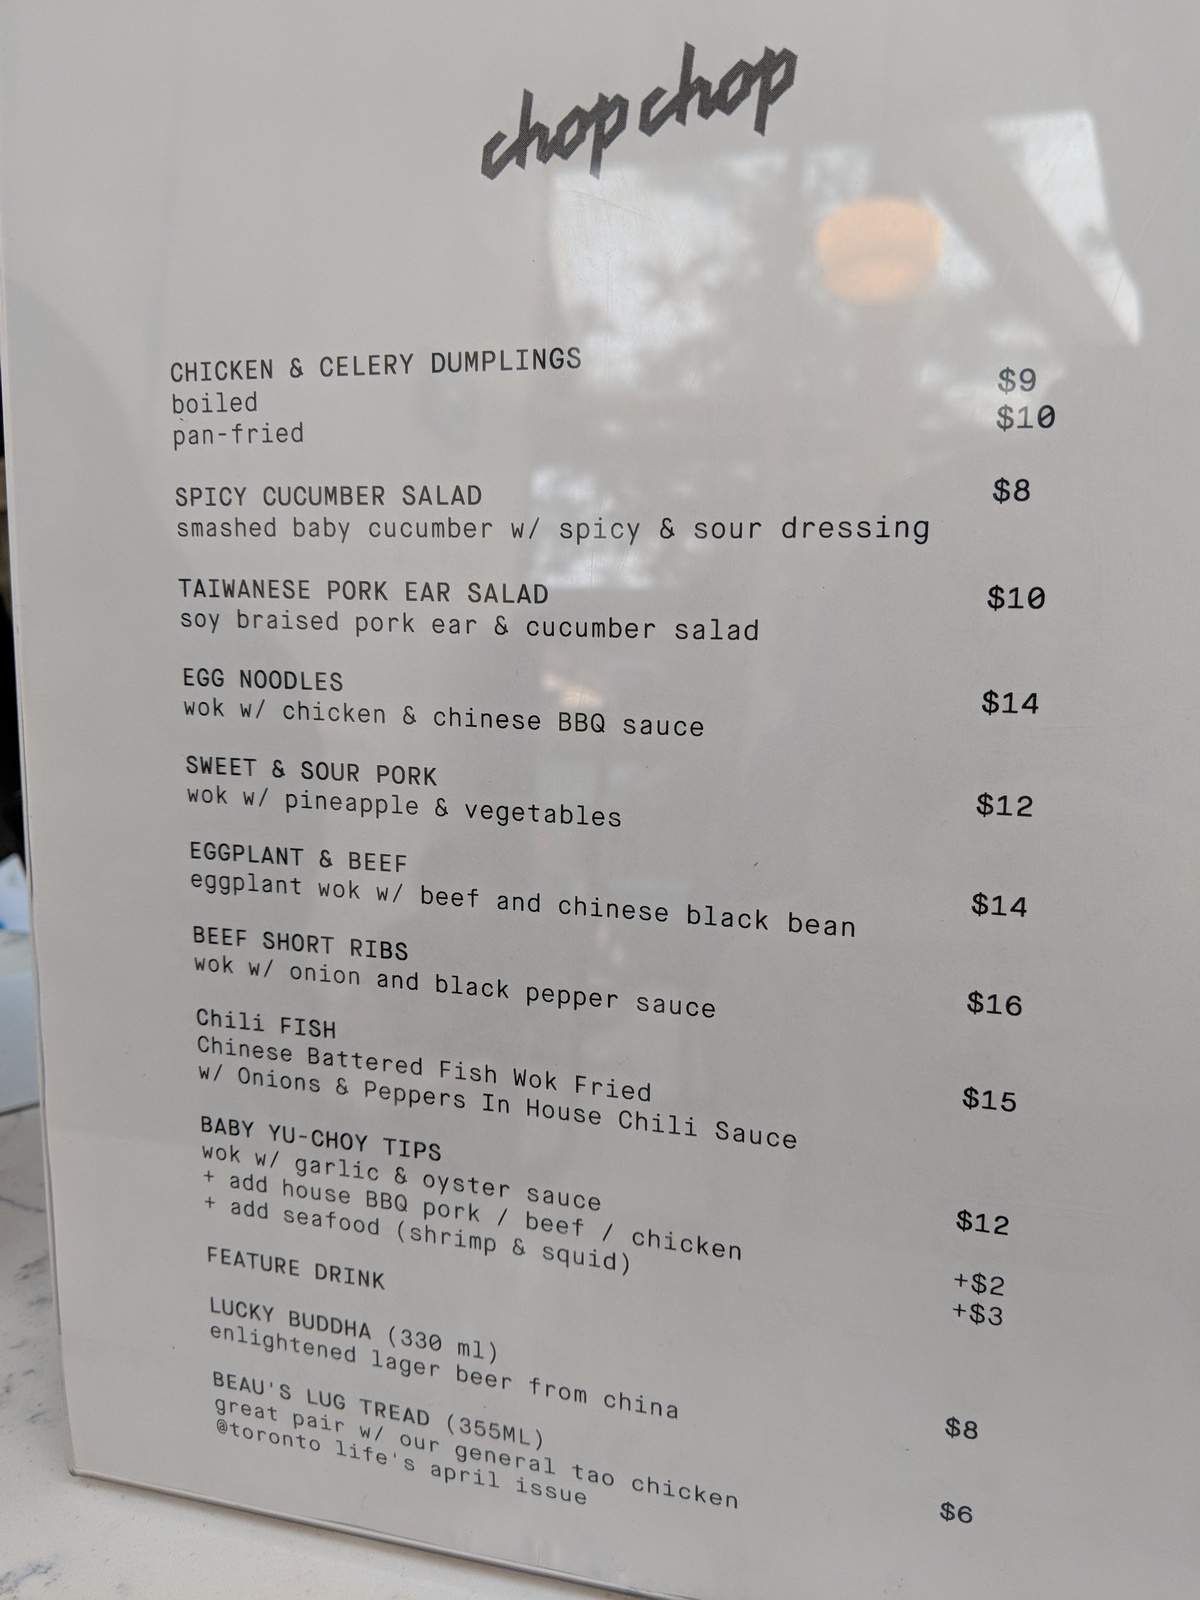 chop chop
CHICKEN & CELERY DUMPLINGS
boiled $9
pan-fried $10
SPICY CUCUMBER SALAD $8
smashed baby cucumber w/ spicy & sour dressing
TAIWANESE PORK EAR SALAD $10
soy braised pork ear & cucumber salad
EGG NOODLES $14
wok w/ chicken & chinese BBQ sauce
SWEET & SOUR PORK $12
wok w/ pineapple & vegetables
EGGPLANT & BEEF $14
eggplant wok w/ beef and chinese black bean
BEEF SHORT RIBS $16
wok w/ onion and black pepper sauce
Chili FISH $15
Chinese Battered Fish Wok Fried
w/ Onions & Peppers In House Chili Sauce
BABY YU-CHOY TIPS $12
wok w/ garlic & oyster sauce
+ add house BBQ pork / beef / chicken +$2
+ add seafood (shrimp & squid) +$3
FEATURE DRINK
LUCKY BUDDHA (330 ml) $8
enlightened lager beer from china
BEAU'S LUG TREAD (355ML) $6
great pair w/ our general tao chicken
@toronto life's april issue